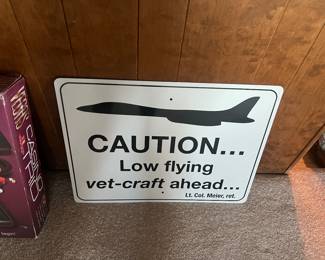 CAUTION...
Low flying
vet-craft ahead...
Lt. Col. Meier, ret.